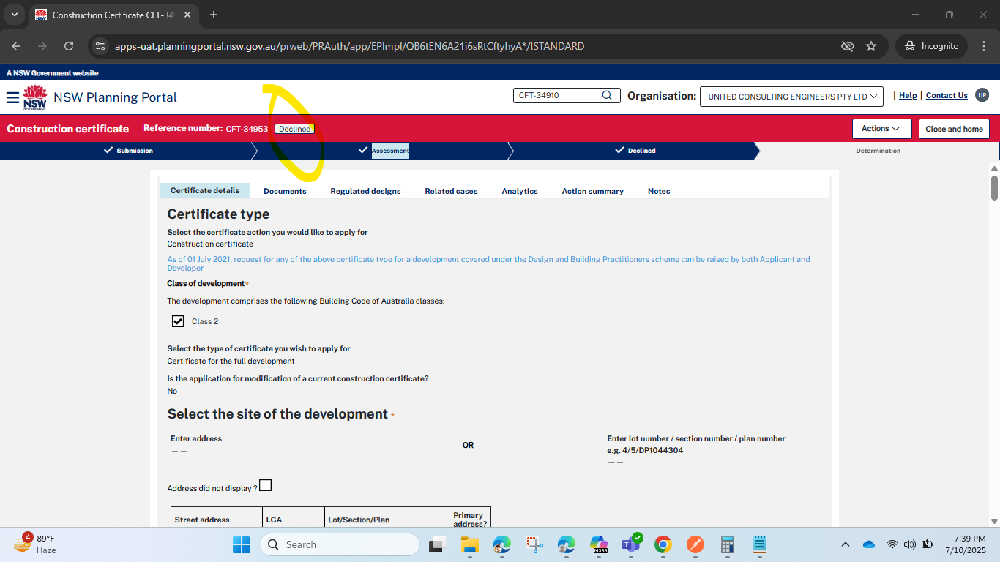 Construction Certificate CFT-34
apps-uat.planningportal.nsw.gov.au/prweb/PRAuth/app/EPImpl/QB6tEN6A21i6sRtCftyhyA*/!STANDARD
Incognito
A NSW Government website
NSW GOVERNMENT
NSW Planning Portal
CFT-34910
Organisation:
UNITED CONSULTING ENGINEERS PTY LTD
| Help | Contact Us
UP
Construction certificate
Reference number: CFT-34953
Declined
Actions
Close and home
Submission
Assessment
Declined
Determination
Certificate details
Documents
Regulated designs
Related cases
Analytics
Action summary
Notes
Certificate type
Select the certificate action you would like to apply for
Construction certificate
As of 01 July 2021, request for any of the above certificate type for a development covered under the Design and Building Practitioners scheme can be raised by both Applicant and
Developer
Class of development*
The development comprises the following Building Code of Australia classes:
Class 2
Select the type of certificate you wish to apply for
Certificate for the full development
Is the application for modification of a current construction certificate?
No
Select the site of the development *
Enter address
— —
OR
Enter lot number / section number / plan number
e.g. 4/5/DP1044304
— —
Address did not display ?
Street address
LGA
Lot/Section/Plan
Primary
address?
4
89°F
Haze
Search
M365
7:39 PM
7/10/2025